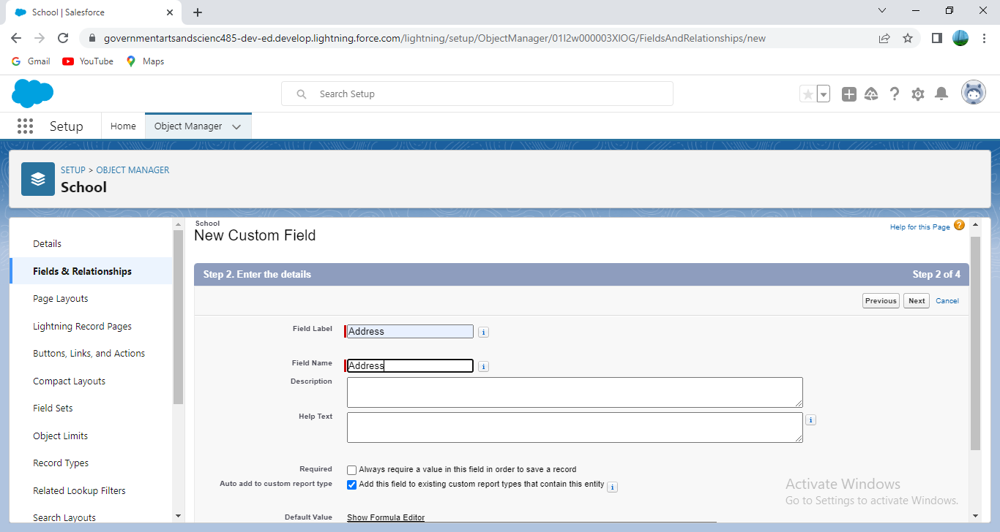 School | Salesforce
governmentartsandscienc485-dev-ed.develop.lightning.force.com/lightning/setup/ObjectManager/01I2w000003XlOG/FieldsAndRelationships/new
Gmail YouTube Maps
Search Setup
Setup Home Object Manager
SETUP > OBJECT MANAGER
School
Details
Fields & Relationships
Page Layouts
Lightning Record Pages
Buttons, Links, and Actions
Compact Layouts
Field Sets
Object Limits
Record Types
Related Lookup Filters
Search Layouts
School
New Custom Field
Help for this Page ?
Step 2. Enter the details Step 2 of 4
Previous Next Cancel
Field Label Address i
Field Name Address i
Description
Help Text i
Required Always require a value in this field in order to save a record
Auto add to custom report type Add this field to existing custom report types that contain this entity i
Default Value Show Formula Editor
Activate Windows
Go to Settings to activate Windows.